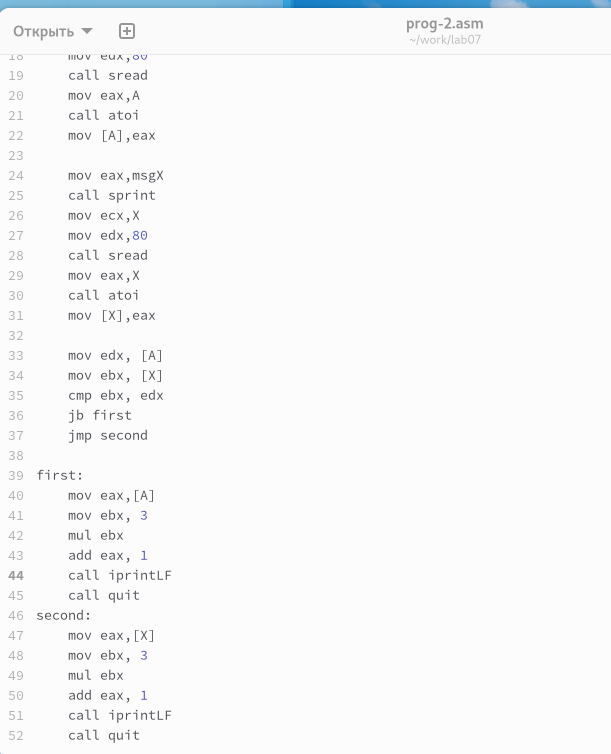 Открыть
prog-2.asm
~/work/lab07
18 mov edx,80
19 call sread
20 mov eax,A
21 call atoi
22 mov [A],eax
23
24 mov eax,msgX
25 call sprint
26 mov ecx,X
27 mov edx,80
28 call sread
29 mov eax,X
30 call atoi
31 mov [X],eax
32
33 mov edx, [A]
34 mov ebx, [X]
35 cmp ebx, edx
36 jb first
37 jmp second
38
39 first:
40 mov eax,[A]
41 mov ebx, 3
42 mul ebx
43 add eax, 1
44 call iprintLF
45 call quit
46 second:
47 mov eax,[X]
48 mov ebx, 3
49 mul ebx
50 add eax, 1
51 call iprintLF
52 call quit